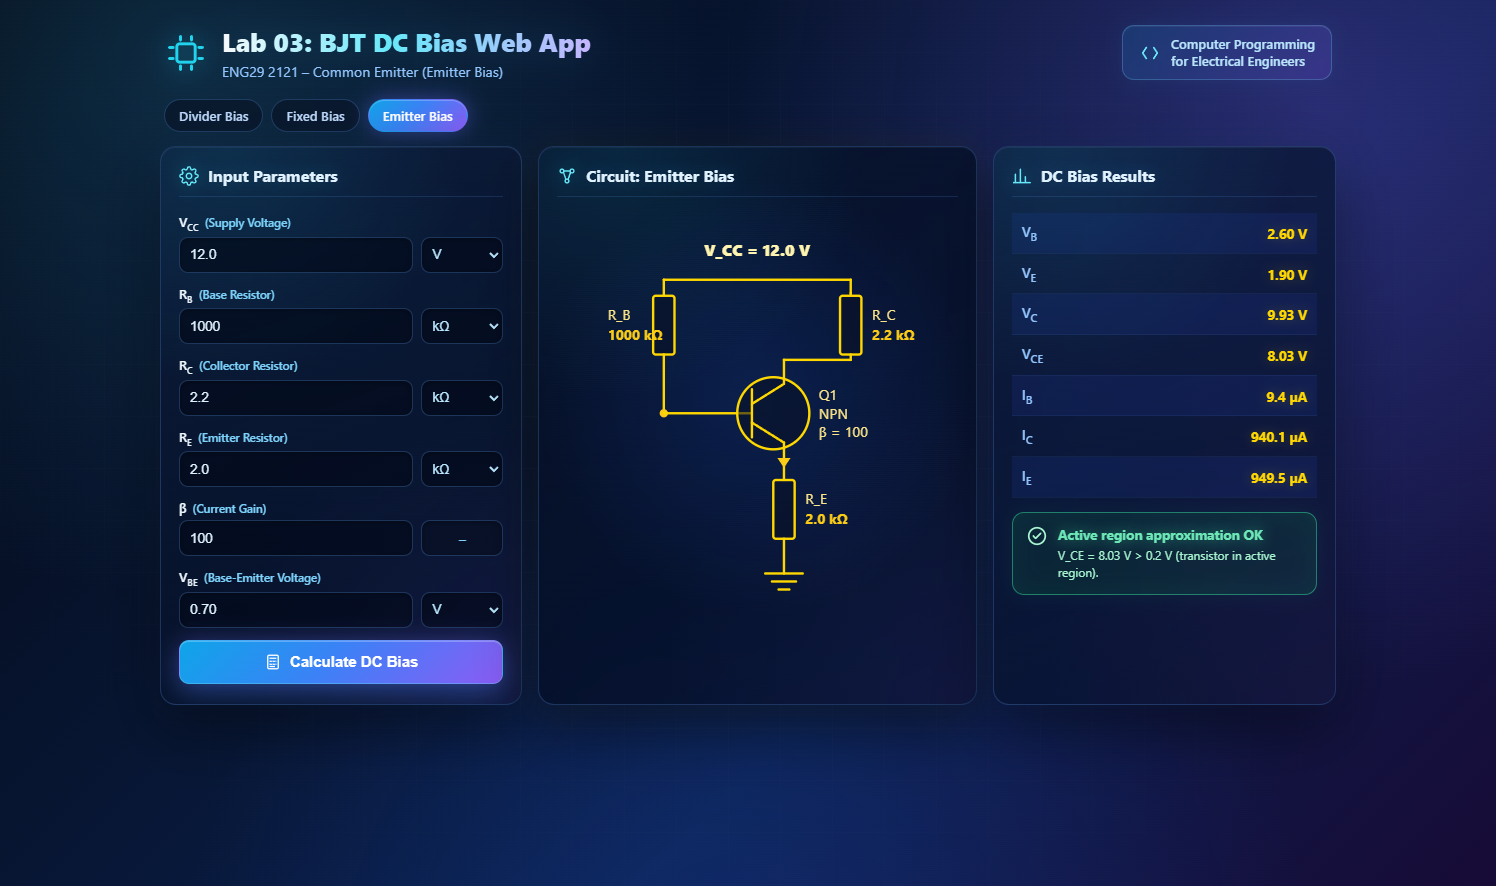 Lab 03: BJT DC Bias Web App
ENG29 2121 – Common Emitter (Emitter Bias)
Computer Programming
for Electrical Engineers
Divider Bias
Fixed Bias
Emitter Bias
Input Parameters
VCC (Supply Voltage)
12.0 V
RB (Base Resistor)
1000 kΩ
RC (Collector Resistor)
2.2 kΩ
RE (Emitter Resistor)
2.0 kΩ
β (Current Gain)
100 –
VBE (Base-Emitter Voltage)
0.70 V
Calculate DC Bias
Circuit: Emitter Bias
V_CC = 12.0 V
R_B
1000 kΩ
R_C
2.2 kΩ
Q1
NPN
β = 100
R_E
2.0 kΩ
DC Bias Results
VB 2.60 V
VE 1.90 V
VC 9.93 V
VCE 8.03 V
IB 9.4 µA
IC 940.1 µA
IE 949.5 µA
Active region approximation OK
V_CE = 8.03 V > 0.2 V (transistor in active
region).